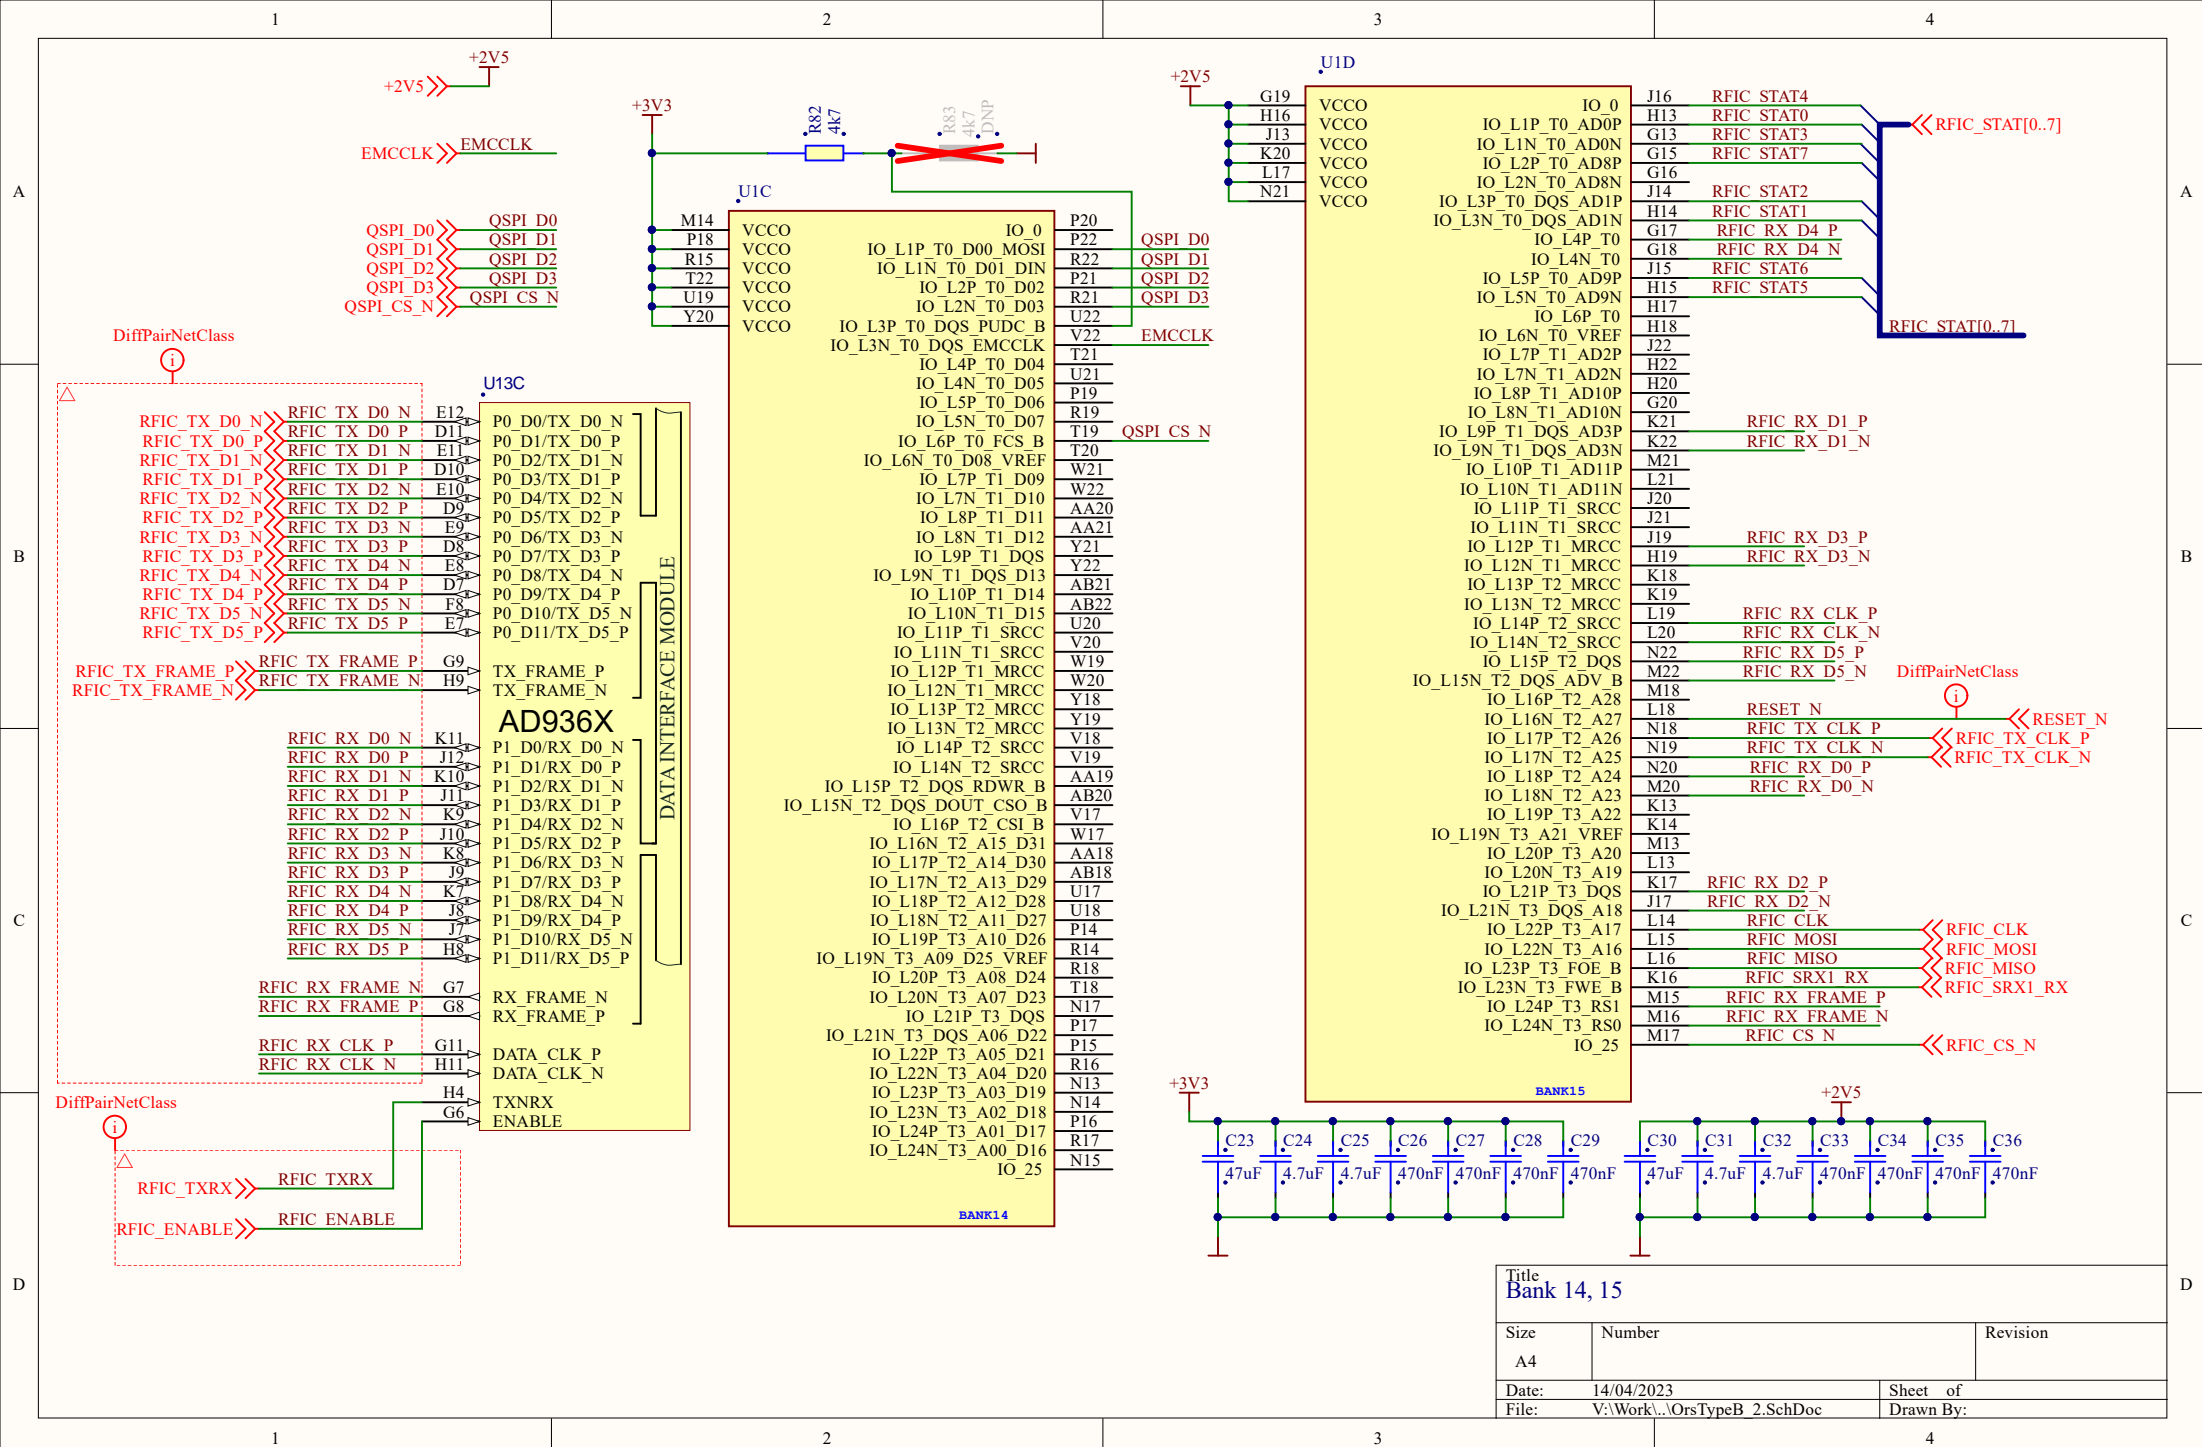 1 2 3 4
A B C D
A B C D
1 2 3 4
+2V5
+2V5
EMCCLK EMCCLK
QSPI_D0 QSPI_D0
QSPI_D1 QSPI_D1
QSPI_D2 QSPI_D2
QSPI_D3 QSPI_D3
QSPI_CS_N QSPI_CS_N
DiffPairNetClass
i
U13C
RFIC_TX_D0_N RFIC_TX_D0_N E12 P0_D0/TX_D0_N
RFIC_TX_D0_P RFIC_TX_D0_P D11 P0_D1/TX_D0_P
RFIC_TX_D1_N RFIC_TX_D1_N E11 P0_D2/TX_D1_N
RFIC_TX_D1_P RFIC_TX_D1_P D10 P0_D3/TX_D1_P
RFIC_TX_D2_N RFIC_TX_D2_N E10 P0_D4/TX_D2_N
RFIC_TX_D2_P RFIC_TX_D2_P D9 P0_D5/TX_D2_P
RFIC_TX_D3_N RFIC_TX_D3_N E9 P0_D6/TX_D3_N
RFIC_TX_D3_P RFIC_TX_D3_P D8 P0_D7/TX_D3_P
RFIC_TX_D4_N RFIC_TX_D4_N E8 P0_D8/TX_D4_N
RFIC_TX_D4_P RFIC_TX_D4_P D7 P0_D9/TX_D4_P
RFIC_TX_D5_N RFIC_TX_D5_N F8 P0_D10/TX_D5_N
RFIC_TX_D5_P RFIC_TX_D5_P E7 P0_D11/TX_D5_P
RFIC_TX_FRAME_P RFIC_TX_FRAME_P G9 TX_FRAME_P
RFIC_TX_FRAME_N RFIC_TX_FRAME_N H9 TX_FRAME_N
AD936X
DATA INTERFACE MODULE
RFIC_RX_D0_N K11 P1_D0/RX_D0_N
RFIC_RX_D0_P J12 P1_D1/RX_D0_P
RFIC_RX_D1_N K10 P1_D2/RX_D1_N
RFIC_RX_D1_P J11 P1_D3/RX_D1_P
RFIC_RX_D2_N K9 P1_D4/RX_D2_N
RFIC_RX_D2_P J10 P1_D5/RX_D2_P
RFIC_RX_D3_N K8 P1_D6/RX_D3_N
RFIC_RX_D3_P J9 P1_D7/RX_D3_P
RFIC_RX_D4_N K7 P1_D8/RX_D4_N
RFIC_RX_D4_P J8 P1_D9/RX_D4_P
RFIC_RX_D5_N J7 P1_D10/RX_D5_N
RFIC_RX_D5_P H8 P1_D11/RX_D5_P
RFIC_RX_FRAME_N G7 RX_FRAME_N
RFIC_RX_FRAME_P G8 RX_FRAME_P
RFIC_RX_CLK_P G11 DATA_CLK_P
RFIC_RX_CLK_N H11 DATA_CLK_N
H4 TXNRX
G6 ENABLE
DiffPairNetClass
i
RFIC_TXRX RFIC_TXRX
RFIC_ENABLE RFIC_ENABLE
+3V3
R82
4k7
R83
4k7
DNP
U1C
M14 VCCO
P18 VCCO
R15 VCCO
T22 VCCO
U19 VCCO
Y20 VCCO
IO_0 P20
IO_L1P_T0_D00_MOSI P22 QSPI_D0
IO_L1N_T0_D01_DIN R22 QSPI_D1
IO_L2P_T0_D02 P21 QSPI_D2
IO_L2N_T0_D03 R21 QSPI_D3
IO_L3P_T0_DQS_PUDC_B U22
IO_L3N_T0_DQS_EMCCLK V22 EMCCLK
IO_L4P_T0_D04 T21
IO_L4N_T0_D05 U21
IO_L5P_T0_D06 P19
IO_L5N_T0_D07 R19
IO_L6P_T0_FCS_B T19 QSPI_CS_N
IO_L6N_T0_D08_VREF T20
IO_L7P_T1_D09 W21
IO_L7N_T1_D10 W22
IO_L8P_T1_D11 AA20
IO_L8N_T1_D12 AA21
IO_L9P_T1_DQS Y21
IO_L9N_T1_DQS_D13 Y22
IO_L10P_T1_D14 AB21
IO_L10N_T1_D15 AB22
IO_L11P_T1_SRCC U20
IO_L11N_T1_SRCC V20
IO_L12P_T1_MRCC W19
IO_L12N_T1_MRCC W20
IO_L13P_T2_MRCC Y18
IO_L13N_T2_MRCC Y19
IO_L14P_T2_SRCC V18
IO_L14N_T2_SRCC V19
IO_L15P_T2_DQS_RDWR_B AA19
IO_L15N_T2_DQS_DOUT_CSO_B AB20
IO_L16P_T2_CSI_B V17
IO_L16N_T2_A15_D31 W17
IO_L17P_T2_A14_D30 AA18
IO_L17N_T2_A13_D29 AB18
IO_L18P_T2_A12_D28 U17
IO_L18N_T2_A11_D27 U18
IO_L19P_T3_A10_D26 P14
IO_L19N_T3_A09_D25_VREF R14
IO_L20P_T3_A08_D24 R18
IO_L20N_T3_A07_D23 T18
IO_L21P_T3_DQS N17
IO_L21N_T3_DQS_A06_D22 P17
IO_L22P_T3_A05_D21 P15
IO_L22N_T3_A04_D20 R16
IO_L23P_T3_A03_D19 N13
IO_L23N_T3_A02_D18 N14
IO_L24P_T3_A01_D17 P16
IO_L24N_T3_A00_D16 R17
IO_25 N15
BANK14
+2V5
U1D
G19 VCCO
H16 VCCO
J13 VCCO
K20 VCCO
L17 VCCO
N21 VCCO
IO_0 J16 RFIC_STAT4
IO_L1P_T0_AD0P H13 RFIC_STAT0
IO_L1N_T0_AD0N G13 RFIC_STAT3
IO_L2P_T0_AD8P G15 RFIC_STAT7
IO_L2N_T0_AD8N G16
IO_L3P_T0_DQS_AD1P J14 RFIC_STAT2
IO_L3N_T0_DQS_AD1N H14 RFIC_STAT1
IO_L4P_T0 G17 RFIC_RX_D4_P
IO_L4N_T0 G18 RFIC_RX_D4_N
IO_L5P_T0_AD9P J15 RFIC_STAT6
IO_L5N_T0_AD9N H15 RFIC_STAT5
IO_L6P_T0 H17
IO_L6N_T0_VREF H18
IO_L7P_T1_AD2P J22
IO_L7N_T1_AD2N H22
IO_L8P_T1_AD10P H20
IO_L8N_T1_AD10N G20
IO_L9P_T1_DQS_AD3P K21 RFIC_RX_D1_P
IO_L9N_T1_DQS_AD3N K22 RFIC_RX_D1_N
IO_L10P_T1_AD11P M21
IO_L10N_T1_AD11N L21
IO_L11P_T1_SRCC J20
IO_L11N_T1_SRCC J21
IO_L12P_T1_MRCC J19 RFIC_RX_D3_P
IO_L12N_T1_MRCC H19 RFIC_RX_D3_N
IO_L13P_T2_MRCC K18
IO_L13N_T2_MRCC K19
IO_L14P_T2_SRCC L19 RFIC_RX_CLK_P
IO_L14N_T2_SRCC L20 RFIC_RX_CLK_N
IO_L15P_T2_DQS N22 RFIC_RX_D5_P
IO_L15N_T2_DQS_ADV_B M22 RFIC_RX_D5_N
IO_L16P_T2_A28 M18
IO_L16N_T2_A27 L18 RESET_N RESET_N
IO_L17P_T2_A26 N18 RFIC_TX_CLK_P RFIC_TX_CLK_P
IO_L17N_T2_A25 N19 RFIC_TX_CLK_N RFIC_TX_CLK_N
IO_L18P_T2_A24 N20 RFIC_RX_D0_P
IO_L18N_T2_A23 M20 RFIC_RX_D0_N
IO_L19P_T3_A22 K13
IO_L19N_T3_A21_VREF K14
IO_L20P_T3_A20 M13
IO_L20N_T3_A19 L13
IO_L21P_T3_DQS K17 RFIC_RX_D2_P
IO_L21N_T3_DQS_A18 J17 RFIC_RX_D2_N
IO_L22P_T3_A17 L14 RFIC_CLK RFIC_CLK
IO_L22N_T3_A16 L15 RFIC_MOSI RFIC_MOSI
IO_L23P_T3_FOE_B L16 RFIC_MISO RFIC_MISO
IO_L23N_T3_FWE_B K16 RFIC_SRX1_RX RFIC_SRX1_RX
IO_L24P_T3_RS1 M15 RFIC_RX_FRAME_P
IO_L24N_T3_RS0 M16 RFIC_RX_FRAME_N
IO_25 M17 RFIC_CS_N RFIC_CS_N
BANK15
RFIC_STAT[0..7]
RFIC_STAT[0..7]
DiffPairNetClass
i
+3V3
C23 C24 C25 C26 C27 C28 C29
47uF 4.7uF 4.7uF 470nF 470nF 470nF 470nF
+2V5
C30 C31 C32 C33 C34 C35 C36
47uF 4.7uF 4.7uF 470nF 470nF 470nF 470nF
Title
Bank 14, 15
Size Number Revision
A4
Date: 14/04/2023 Sheet of
File: V:\Work\..\OrsTypeB_2.SchDoc Drawn By: